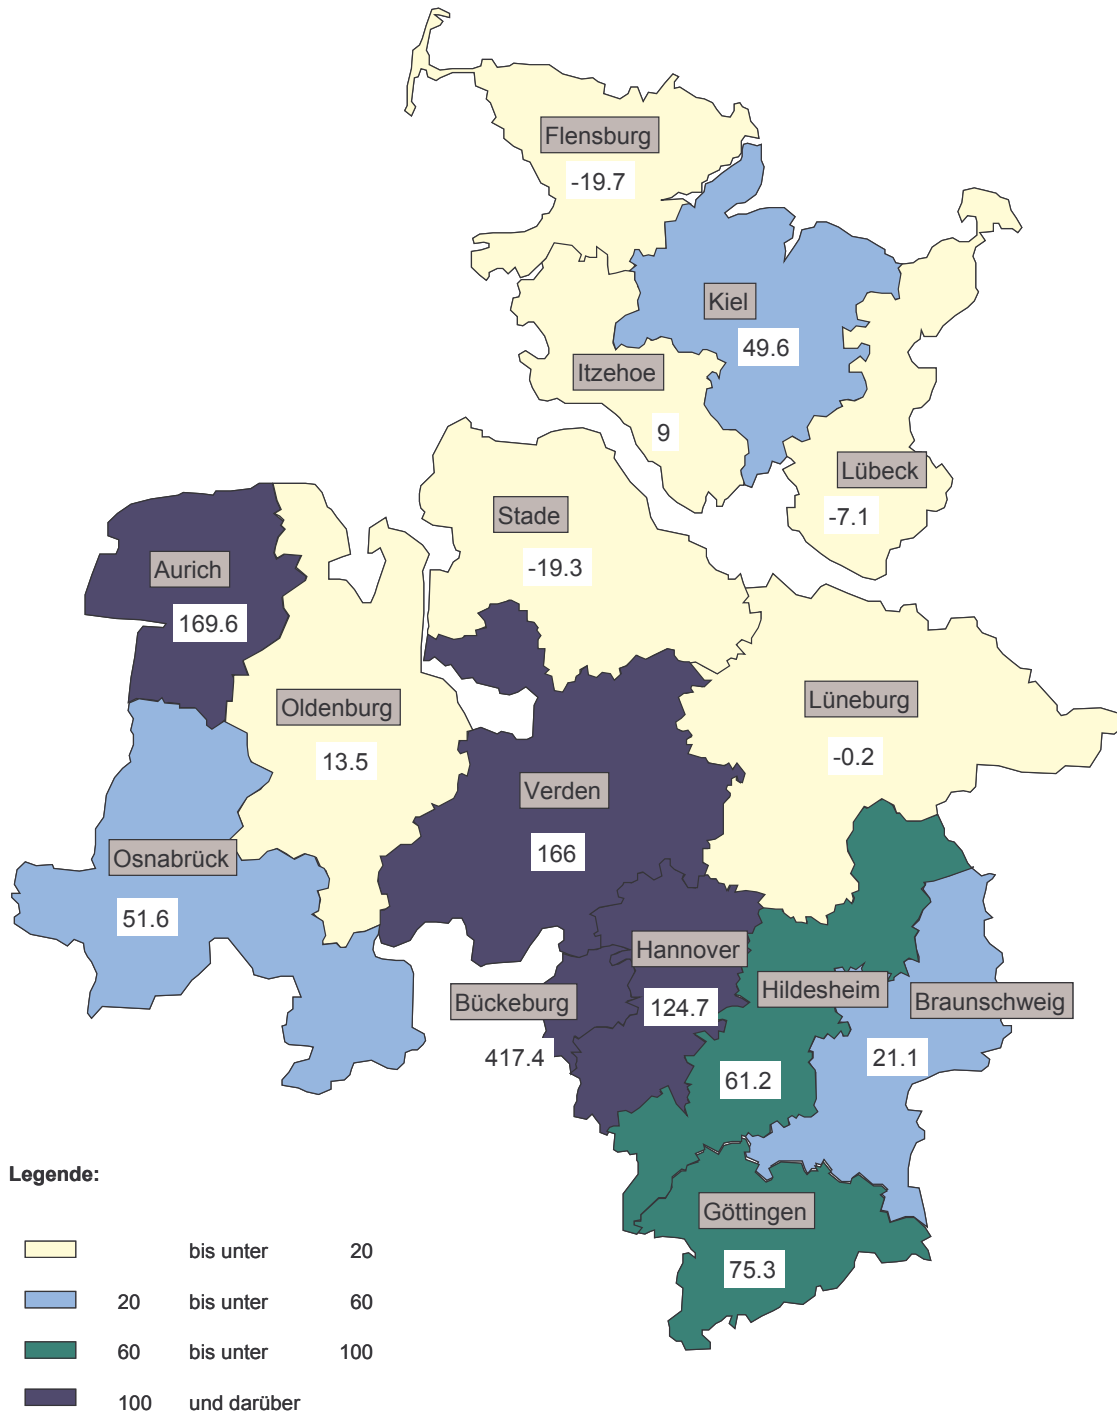 Flensburg
-19.7
Kiel
49.6
Itzehoe
9
Lübeck
-7.1
Stade
-19.3
Aurich
169.6
Oldenburg
13.5
Lüneburg
-0.2
Verden
166
Osnabrück
51.6
Hannover
124.7
Bückeburg
417.4
Hildesheim
61.2
Braunschweig
21.1
Göttingen
75.3
Legende:
bis unter 20
20 bis unter 60
60 bis unter 100
100 und darüber